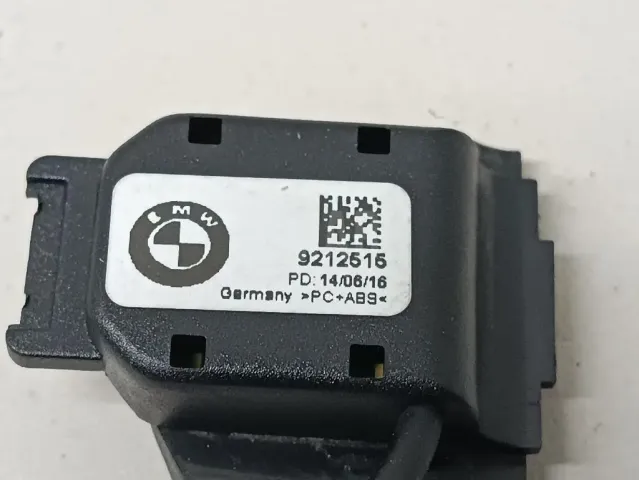 BMW
9212515
PD: 14/06/16
Germany >PC+ABS<